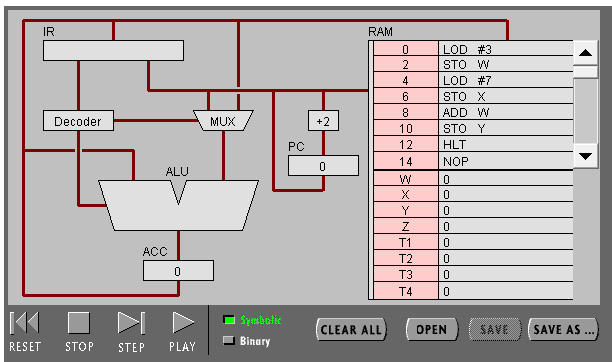 IR
RAM
0 LOD #3
2 STO W
4 LOD #7
6 STO X
8 ADD W
10 STO Y
12 HLT
14 NOP
W 0
X 0
Y 0
Z 0
T1 0
T2 0
T3 0
T4 0
Decoder
MUX
+2
PC
0
ALU
ACC
0
RESET
STOP
STEP
PLAY
Symbolic
Binary
CLEAR ALL
OPEN
SAVE
SAVE AS ...